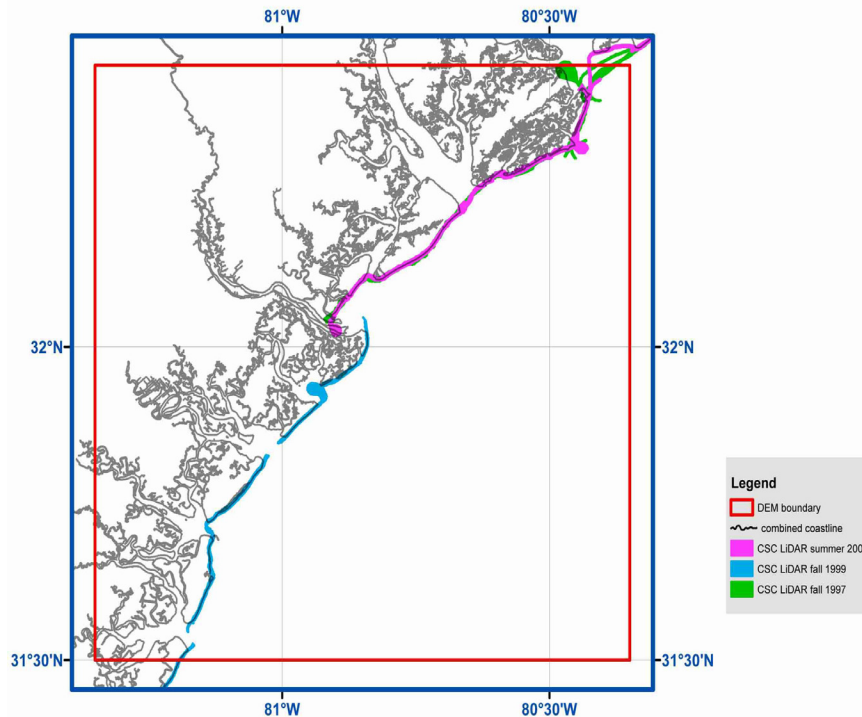 81°W 80°30'W
32°N 32°N
Legend
DEM boundary
combined coastline
CSC LiDAR summer 200
CSC LiDAR fall 1999
CSC LiDAR fall 1997
31°30'N 31°30'N
81°W 80°30'W